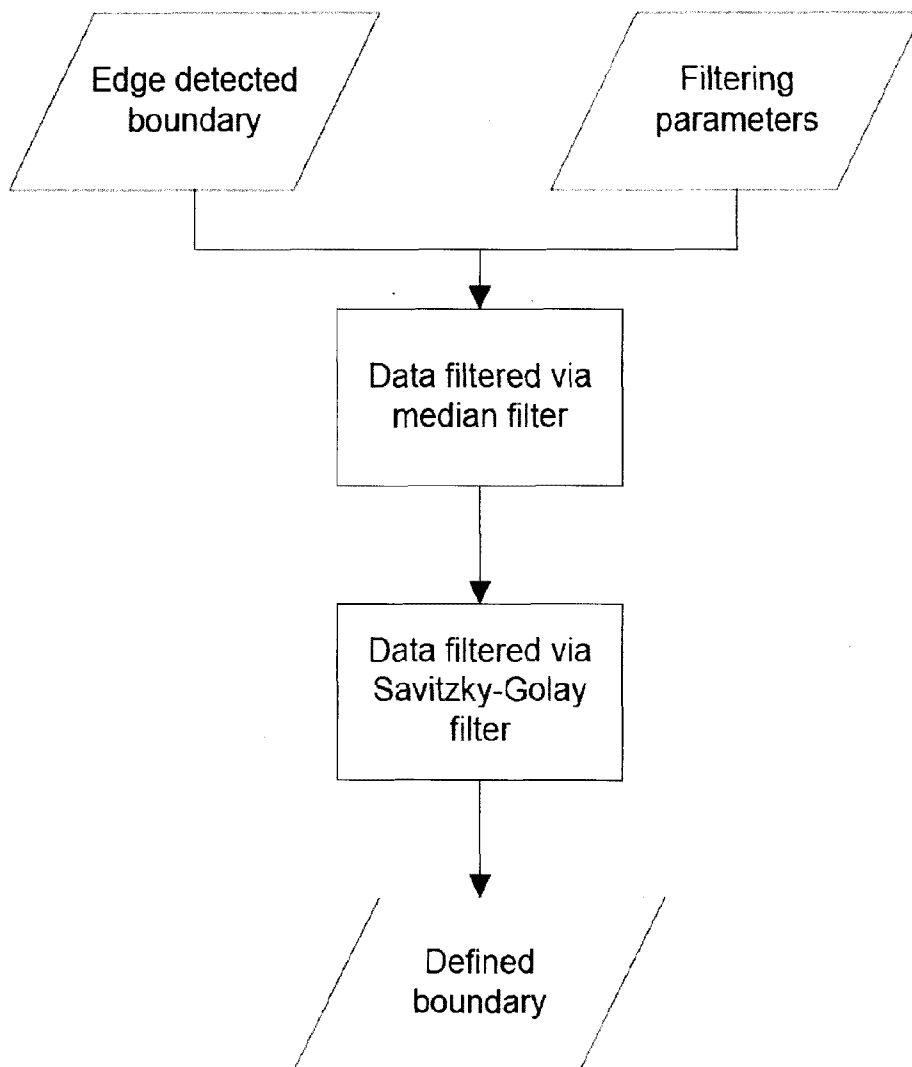 Edge detected
boundary
Filtering
parameters
Data filtered via
median filter
Data filtered via
Savitzky-Golay
filter
Defined
boundary